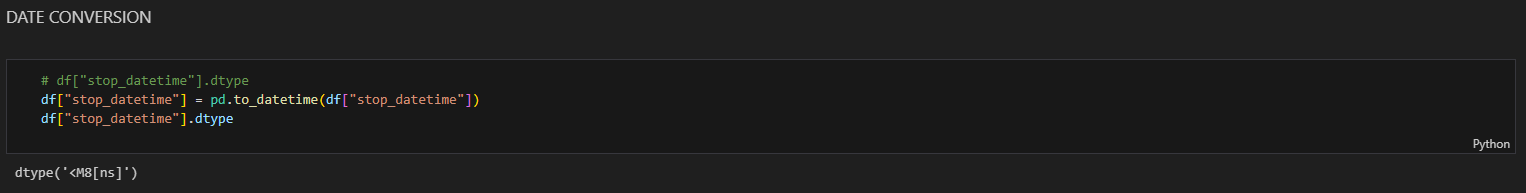 DATE CONVERSION
# df["stop_datetime"].dtype
df["stop_datetime"] = pd.to_datetime(df["stop_datetime"])
df["stop_datetime"].dtype
Python
dtype('<M8[ns]')